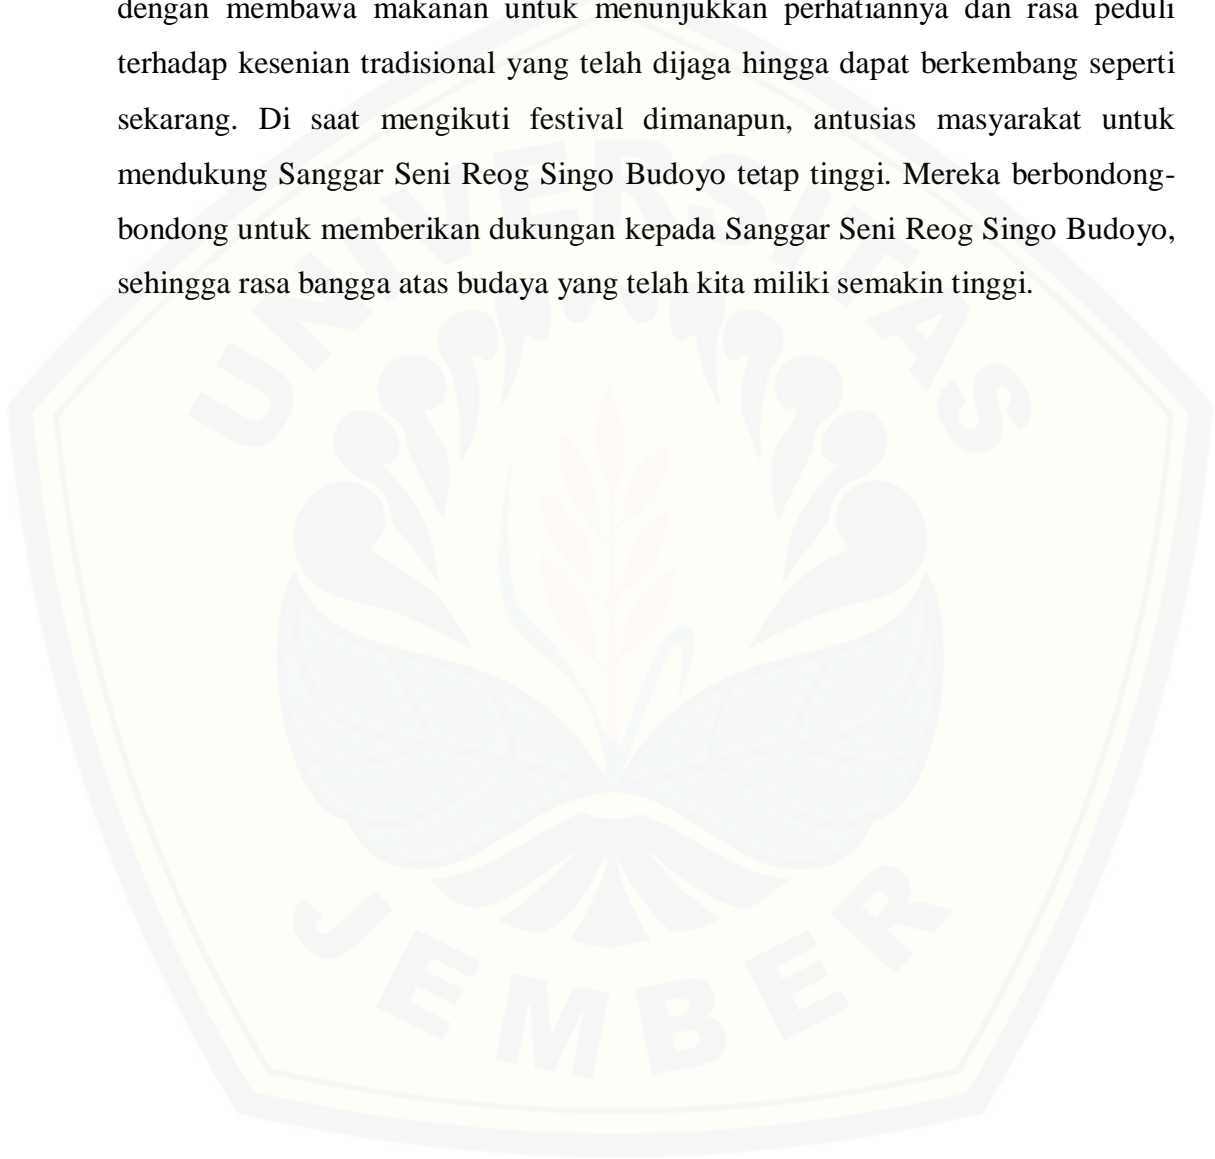 dengan membawa makanan untuk menunjukkan perhatiannya dan rasa peduli
terhadap kesenian tradisional yang telah dijaga hingga dapat berkembang seperti
sekarang. Di saat mengikuti festival dimanapun, antusias masyarakat untuk
mendukung Sanggar Seni Reog Singo Budoyo tetap tinggi. Mereka berbondong-
bondong untuk memberikan dukungan kepada Sanggar Seni Reog Singo Budoyo,
sehingga rasa bangga atas budaya yang telah kita miliki semakin tinggi.
UNIVERSITAS
JEMBER